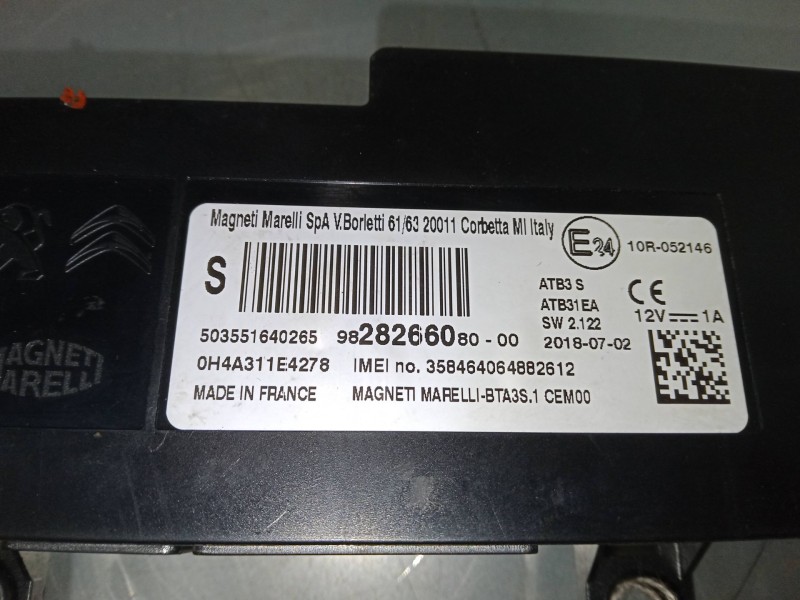 Magneti Marelli SpA V.Borletti 61/63 20011 Corbetta MI Italy
E24
10R-052146
S
ATB3 S
ATB31EA
SW 2.122
2018-07-02
CE
12V 1A
503551640265 9828266080-00
0H4A311E4278 IMEI no. 358464064882612
MADE IN FRANCE MAGNETI MARELLI-BTA3S.1 CEM00
MAGNETI
MARELLI